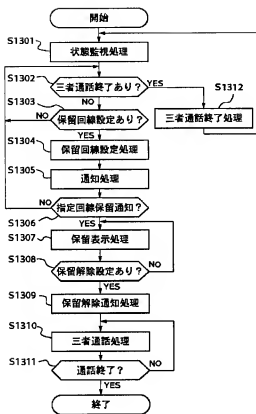 開始
S1301
状態監視処理
S1302
三者通話終了あり?
YES
S1312
三者通話終了処理
NO
S1303
保留回線設定あり?
NO
YES
S1304
保留回線設定処理
S1305
通知処理
NO
指定回線保留通知?
S1306
YES
S1307
保留表示処理
S1308
保留解除設定あり?
NO
YES
S1309
保留解除通知処理
S1310
三者通話処理
S1311
通話終了?
NO
YES
終了